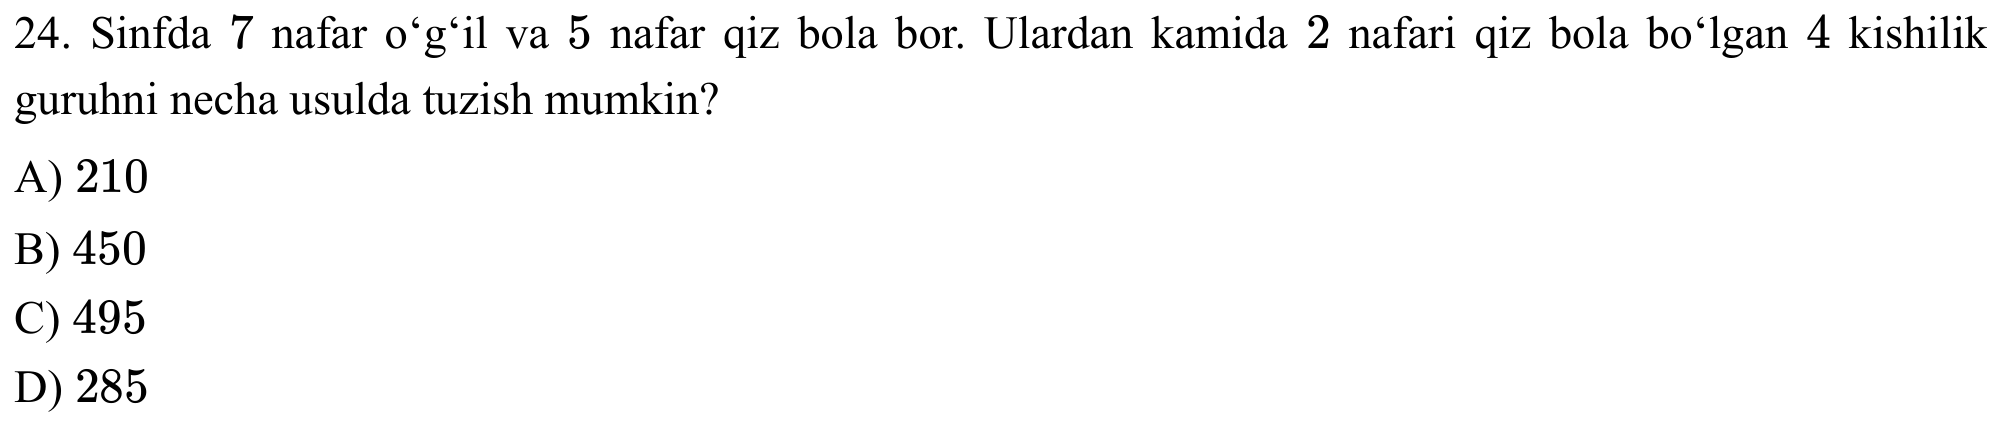 24. Sinfda 7 nafar o‘g‘il va 5 nafar qiz bola bor. Ulardan kamida 2 nafari qiz bola bo‘lgan 4 kishilik
guruhni necha usulda tuzish mumkin?
A) 210
B) 450
C) 495
D) 285